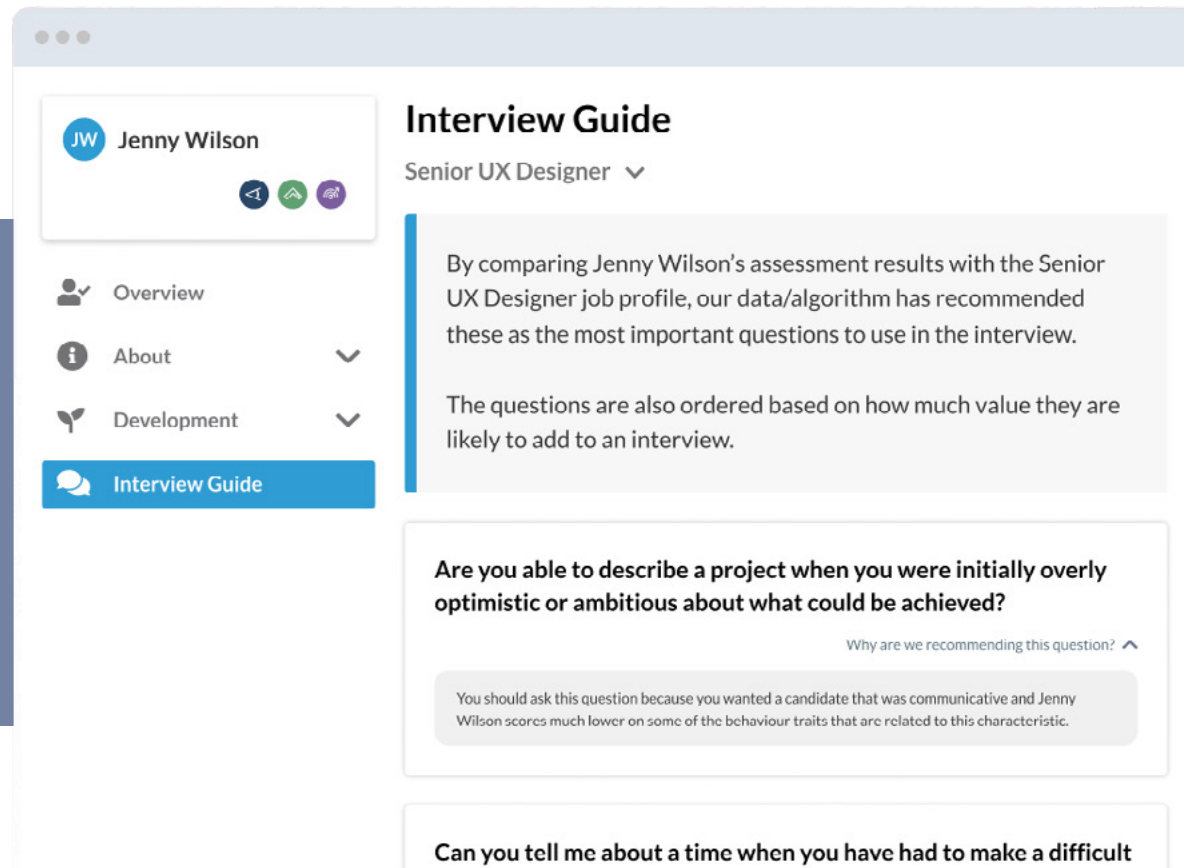 JW
Jenny Wilson
Overview
About
Development
Interview Guide
Interview Guide
Senior UX Designer
By comparing Jenny Wilson’s assessment results with the Senior
UX Designer job profile, our data/algorithm has recommended
these as the most important questions to use in the interview.
The questions are also ordered based on how much value they are
likely to add to an interview.
Are you able to describe a project when you were initially overly
optimistic or ambitious about what could be achieved?
Why are we recommending this question?
You should ask this question because you wanted a candidate that was communicative and Jenny
Wilson scores much lower on some of the behaviour traits that are related to this characteristic.
Can you tell me about a time when you have had to make a difficult